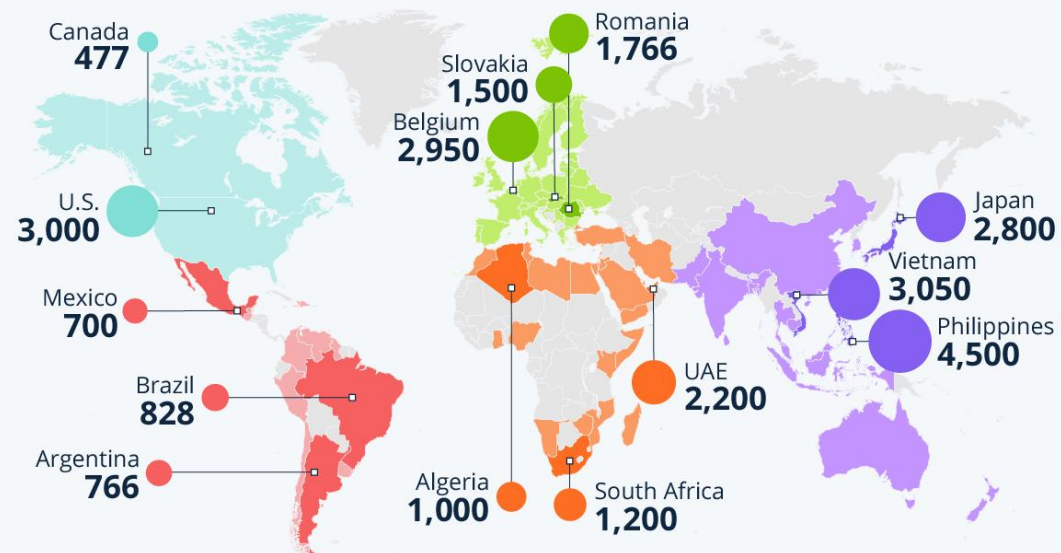 Canada
477
U.S.
3,000
Mexico
700
Brazil
828
Argentina
766
Romania
1,766
Slovakia
1,500
Belgium
2,950
Algeria
1,000
UAE
2,200
South Africa
1,200
Japan
2,800
Vietnam
3,050
Philippines
4,500